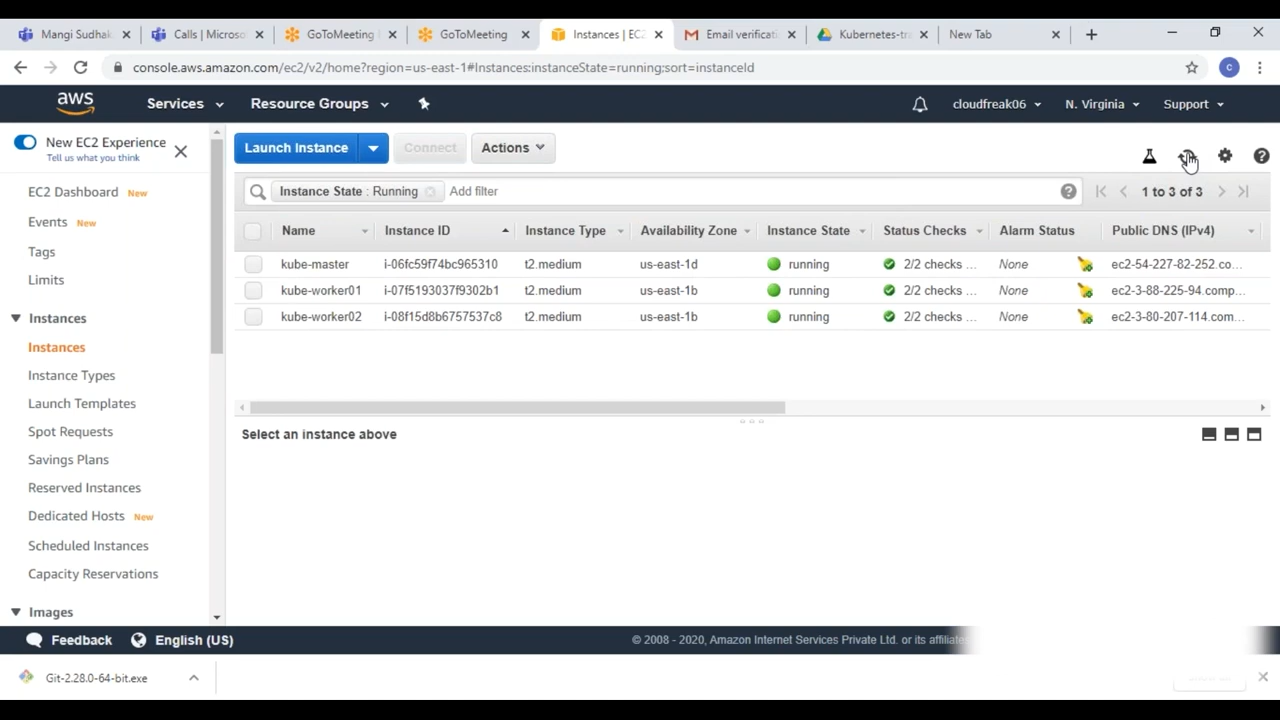 Mangi Sudhak
Calls | Microso
GoToMeeting
GoToMeeting
Instances | EC2
Email verificati
Kubernetes-tra
New Tab
console.aws.amazon.com/ec2/v2/home?region=us-east-1#Instances:instanceState=running;sort=instanceId
c
aws
Services
Resource Groups
cloudfreak06
N. Virginia
Support
New EC2 Experience
Tell us what you think
Launch Instance
Connect
Actions
Instance State : Running
Add filter
1 to 3 of 3
EC2 Dashboard New
Events New
Tags
Limits
Instances
Instances
Instance Types
Launch Templates
Spot Requests
Savings Plans
Reserved Instances
Dedicated Hosts New
Scheduled Instances
Capacity Reservations
Images
Name Instance ID Instance Type Availability Zone Instance State Status Checks Alarm Status Public DNS (IPv4)
kube-master i-06fc59f74bc965310 t2.medium us-east-1d running 2/2 checks ... None ec2-54-227-82-252.co...
kube-worker01 i-07f5193037f9302b1 t2.medium us-east-1b running 2/2 checks ... None ec2-3-88-225-94.comp...
kube-worker02 i-08f15d8b6757537c8 t2.medium us-east-1b running 2/2 checks ... None ec2-3-80-207-114.com...
Select an instance above
Feedback
English (US)
© 2008 - 2020, Amazon Internet Services Private Ltd. or its affiliate
Git-2.28.0-64-bit.exe